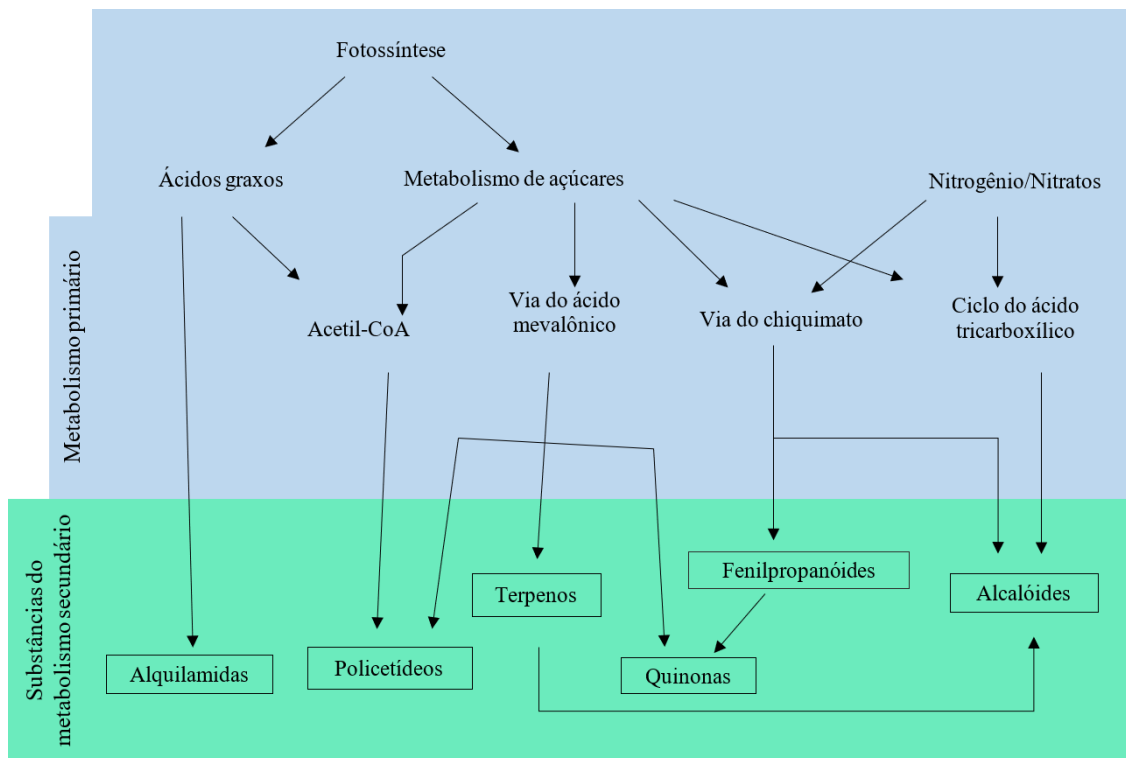 Fotossíntese
Ácidos graxos
Metabolismo de açúcares
Nitrogênio/Nitratos
Metabolismo primário
Acetil-CoA
Via do ácido
mevalônico
Via do chiquimato
Ciclo do ácido
tricarboxílico
Substâncias do
metabolismo secundário
Alquilamidas
Policetídeos
Terpenos
Quinonas
Fenilpropanóides
Alcalóides